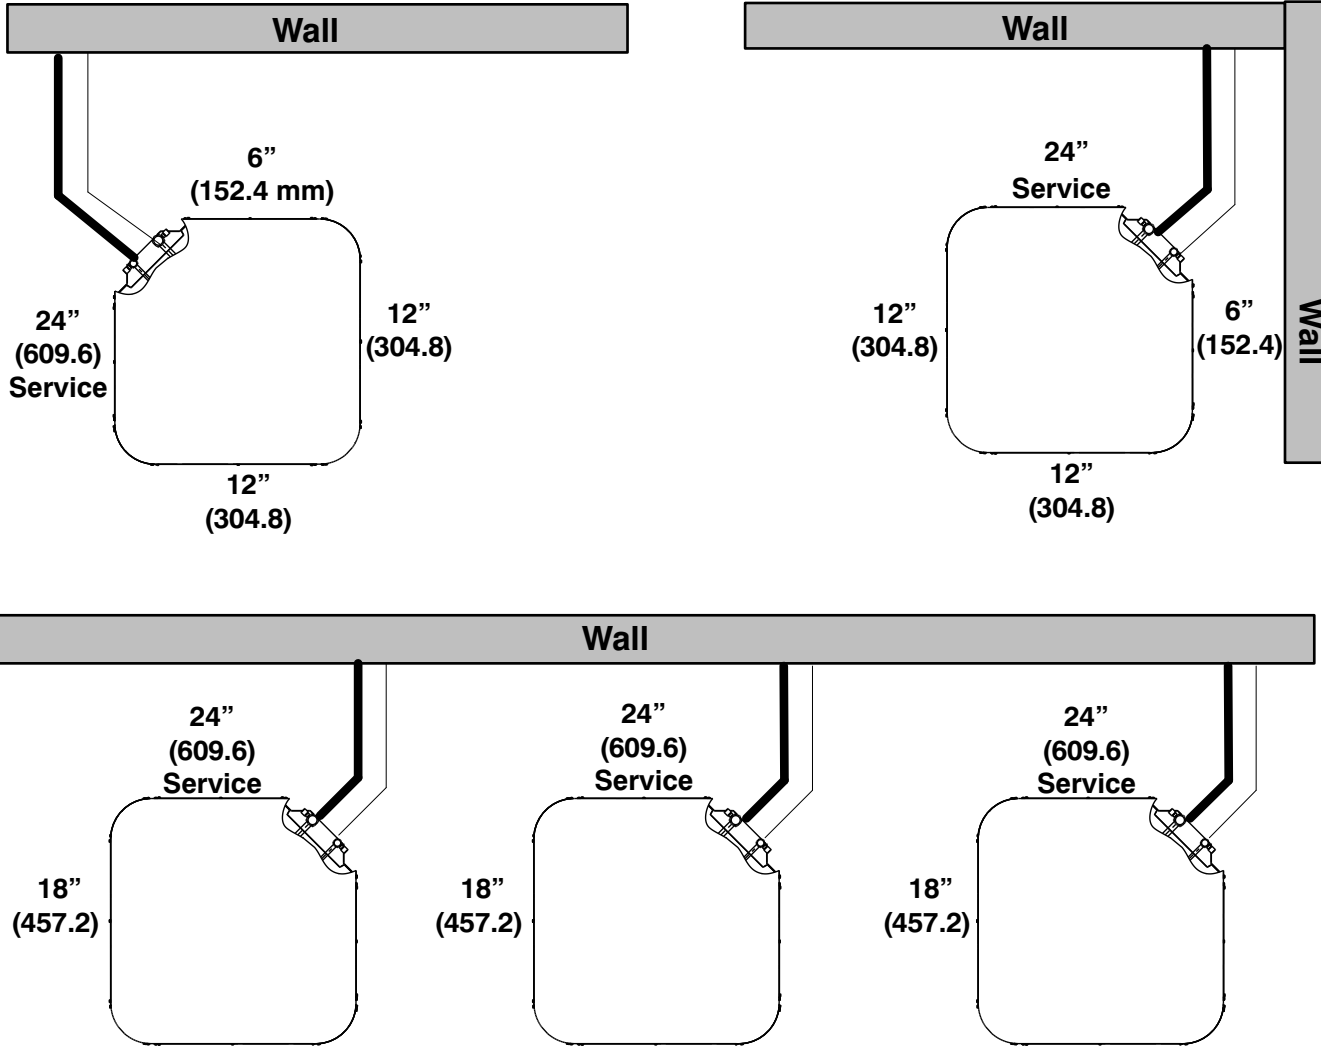 Wall
6”
(152.4 mm)
24”
(609.6)
Service
12”
(304.8)
12”
(304.8)
Wall
24”
Service
12”
(304.8)
6”
(152.4)
Wall
12”
(304.8)
Wall
24”
(609.6)
Service
18”
(457.2)
24”
(609.6)
Service
18”
(457.2)
24”
(609.6)
Service
18”
(457.2)